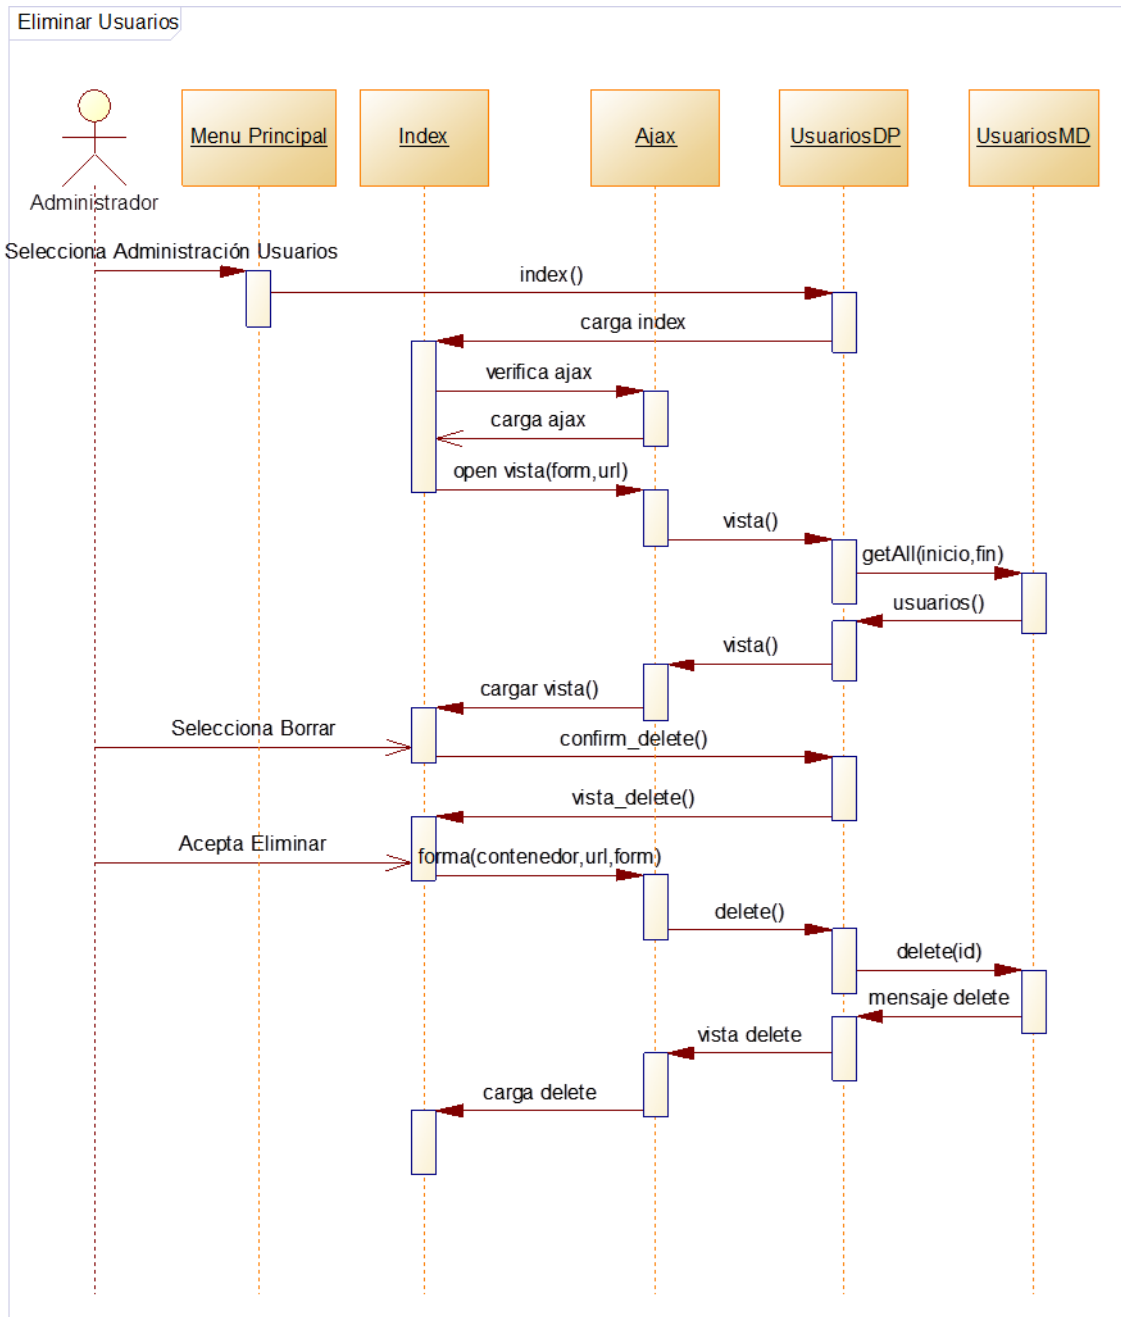 Eliminar Usuarios
Menu Principal
Index
Ajax
UsuariosDP
UsuariosMD
Administrador
Selecciona Administración Usuarios
index()
carga index
verifica ajax
carga ajax
open vista(form,url)
vista()
getAll(inicio,fin)
usuarios()
vista()
cargar vista()
Selecciona Borrar
confirm_delete()
vista_delete()
Acepta Eliminar
forma(contenedor,url,form)
delete()
delete(id)
mensaje delete
vista delete
carga delete